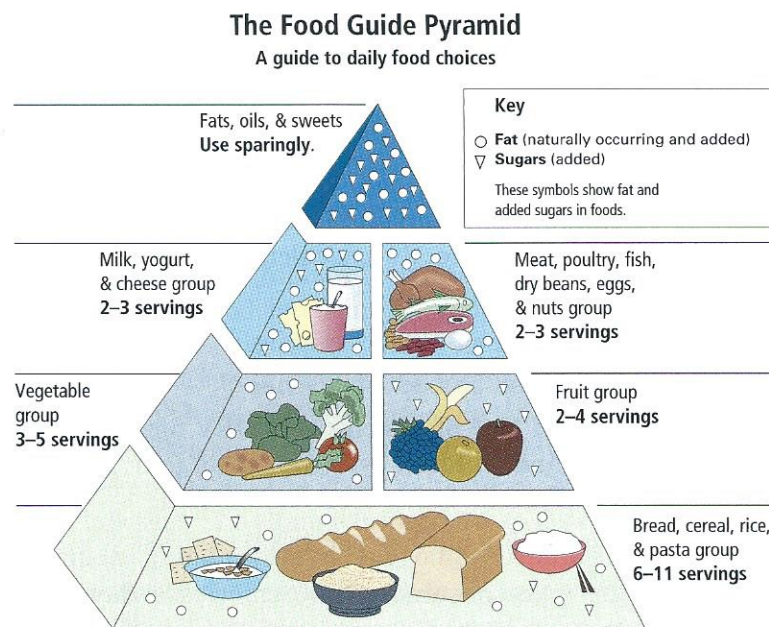 The Food Guide Pyramid
A guide to daily food choices
Key
Fat (naturally occurring and added)
Sugars (added)
These symbols show fat and
added sugars in foods.
Fats, oils, & sweets
Use sparingly.
Milk, yogurt,
& cheese group
2–3 servings
Meat, poultry, fish,
dry beans, eggs,
& nuts group
2–3 servings
Vegetable
group
3–5 servings
Fruit group
2–4 servings
Bread, cereal, rice,
& pasta group
6–11 servings